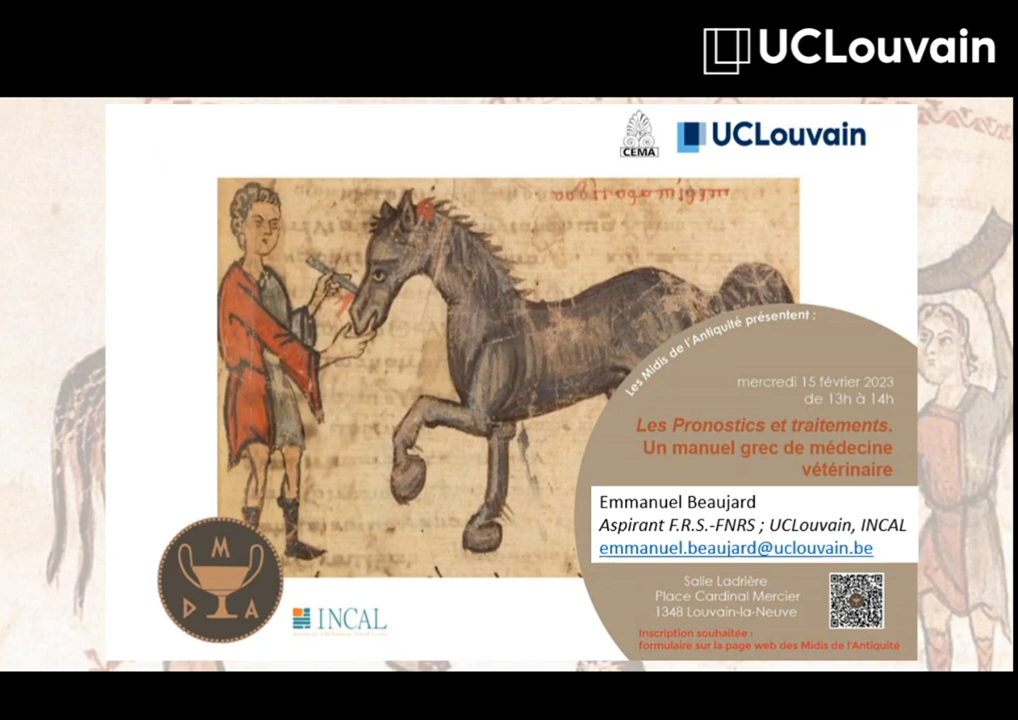 UCLouvain
CEMA
UCLouvain
Les Midis de l'Antiquité présentent :
mercredi 15 février 2023
de 13h à 14h
Les Pronostics et traitements.
Un manuel grec de médecine
vétérinaire
Emmanuel Beaujard
Aspirant F.R.S.-FNRS ; UCLouvain, INCAL
emmanuel.beaujard@uclouvain.be
Salle Ladrière
Place Cardinal Mercier
1348 Louvain-la-Neuve
Inscription souhaitée :
formulaire sur la page web des Midis de l'Antiquité
M
D A
INCAL